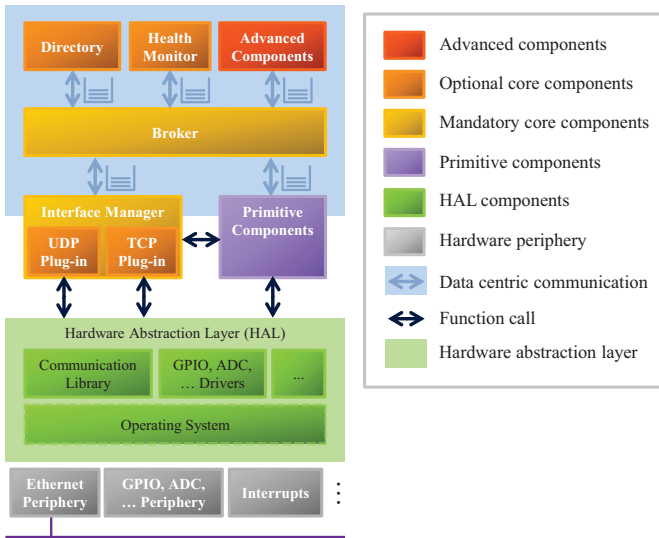 Directory
Health
Monitor
Advanced
Components
Broker
Interface Manager
UDP
Plug-in
TCP
Plug-in
Primitive
Components
Hardware Abstraction Layer (HAL)
Communication
Library
GPIO, ADC,
... Drivers
...
Operating System
Ethernet
Periphery
GPIO, ADC,
... Periphery
Interrupts
Advanced components
Optional core components
Mandatory core components
Primitive components
HAL components
Hardware periphery
Data centric communication
Function call
Hardware abstraction layer